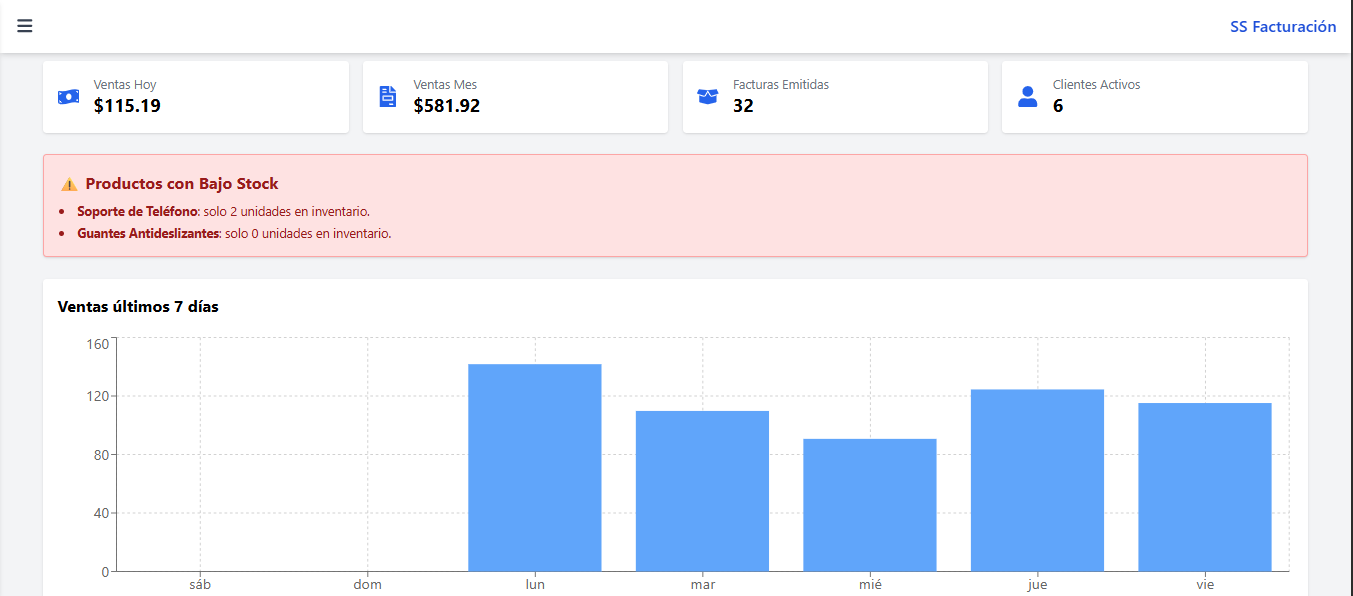 SS Facturación
Ventas Hoy
$115.19
Ventas Mes
$581.92
Facturas Emitidas
32
Clientes Activos
6
Productos con Bajo Stock
Soporte de Teléfono: solo 2 unidades en inventario.
Guantes Antideslizantes: solo 0 unidades en inventario.
Ventas últimos 7 días
160
120
80
40
0
sáb dom lun mar mié jue vie